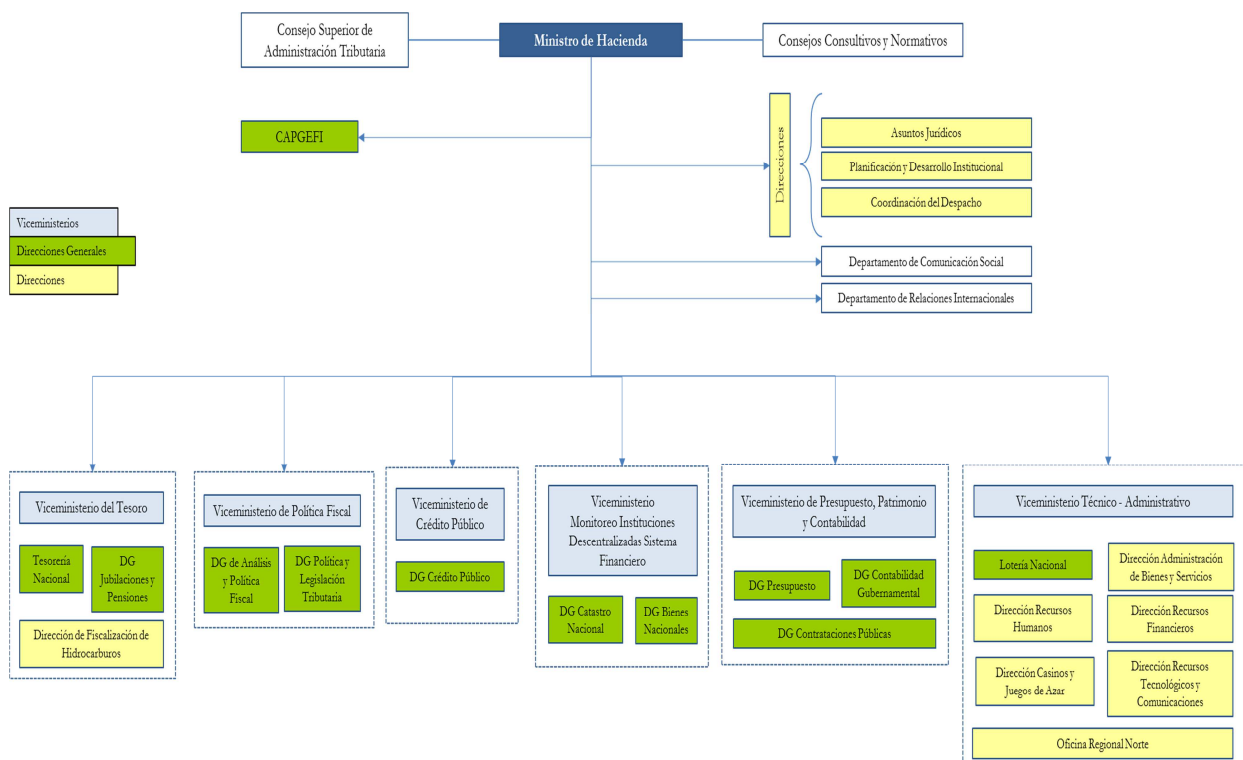 Consejo Superior de
Administración Tributaria
Ministro de Hacienda
Consejos Consultivos y Normativos
CAPGEFI
Direcciones
Asuntos Jurídicos
Planificación y Desarrollo Institucional
Coordinación del Despacho
Viceministerios
Direcciones Generales
Direcciones
Departamento de Comunicación Social
Departamento de Relaciones Internacionales
Viceministerio del Tesoro
Tesorería
Nacional
DG
Jubilaciones y
Pensiones
Dirección de Fiscalización de
Hidrocarburos
Viceministerio de Política Fiscal
DG de Análisis
y Política
Fiscal
DG Política y
Legislación
Tributaria
Viceministerio de
Crédito Público
DG Crédito Público
Viceministerio
Monitoreo Instituciones
Descentralizadas Sistema
Financiero
DG Catastro
Nacional
DG Bienes
Nacionales
Viceministerio de Presupuesto, Patrimonio
y Contabilidad
DG Presupuesto
DG Contabilidad
Gubernamental
DG Contrataciones Públicas
Viceministerio Técnico - Administrativo
Lotería Nacional
Dirección Administración
de Bienes y Servicios
Dirección Recursos
Humanos
Dirección Recursos
Financieros
Dirección Casinos y
Juegos de Azar
Dirección Recursos
Tecnológicos y
Comunicaciones
Oficina Regional Norte